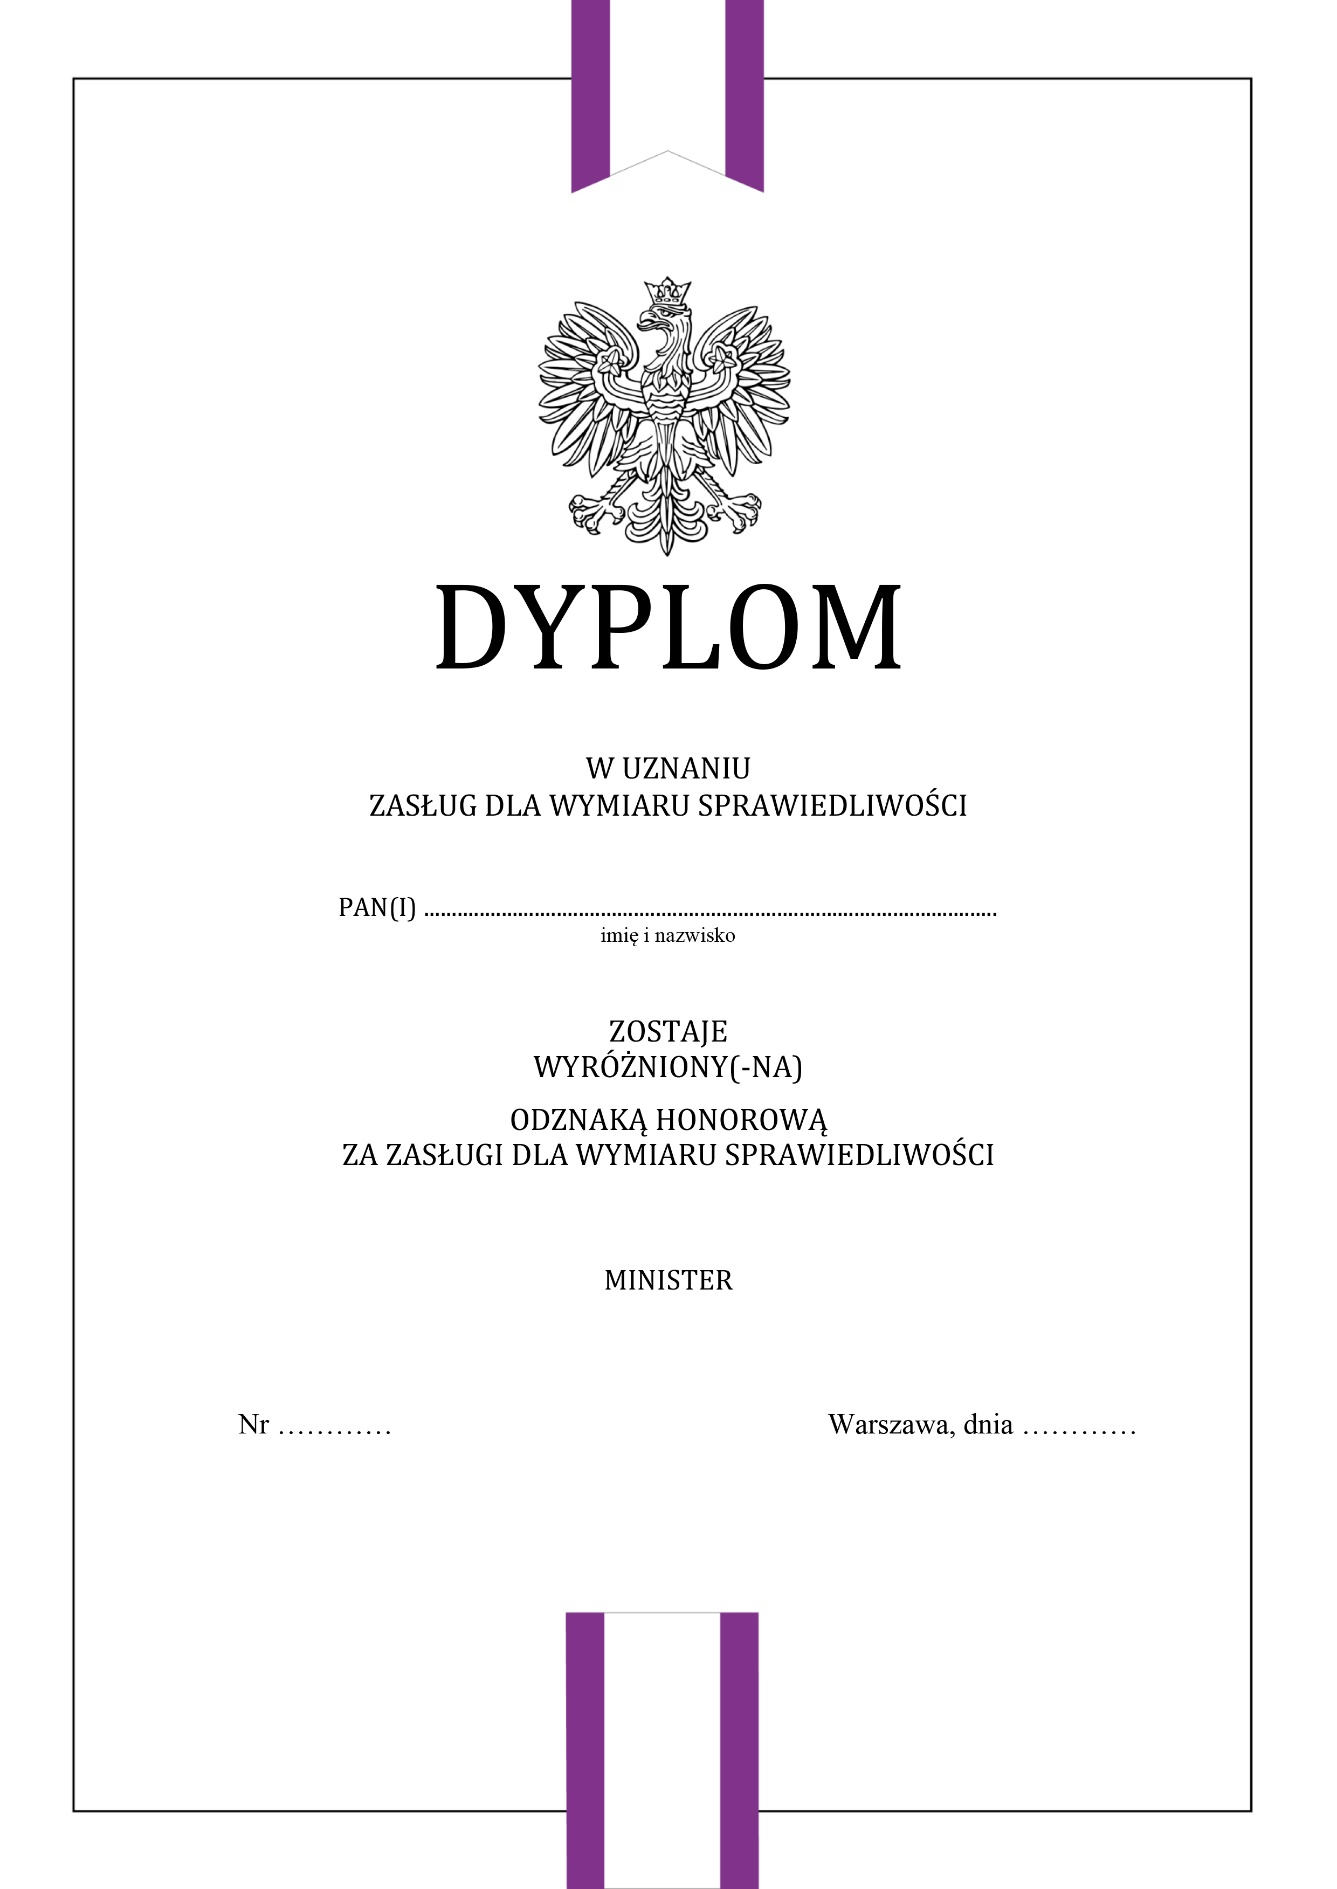 DYPLOM
W UZNANIU
ZASŁUG DLA WYMIARU SPRAWIEDLIWOŚCI
PAN(I) ................................................................................................
imię i nazwisko
ZOSTAJE
WYRÓŻNIONY(-NA)
ODZNAKĄ HONOROWĄ
ZA ZASŁUGI DLA WYMIARU SPRAWIEDLIWOŚCI
MINISTER
Nr ………… Warszawa, dnia …………